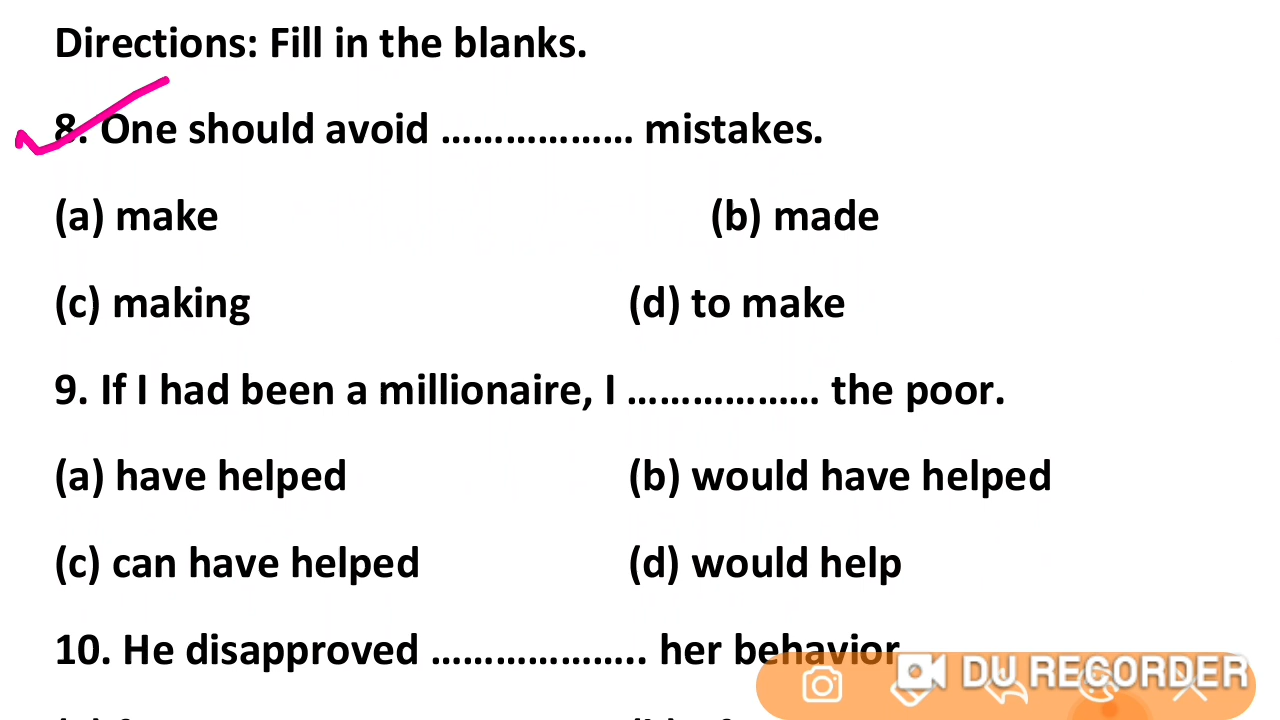 Directions: Fill in the blanks.
8. One should avoid ……………… mistakes.
(a) make (b) made
(c) making (d) to make
9. If I had been a millionaire, I ……………… the poor.
(a) have helped (b) would have helped
(c) can have helped (d) would help
10. He disapproved ……………….. her behavior
DU RECORDER